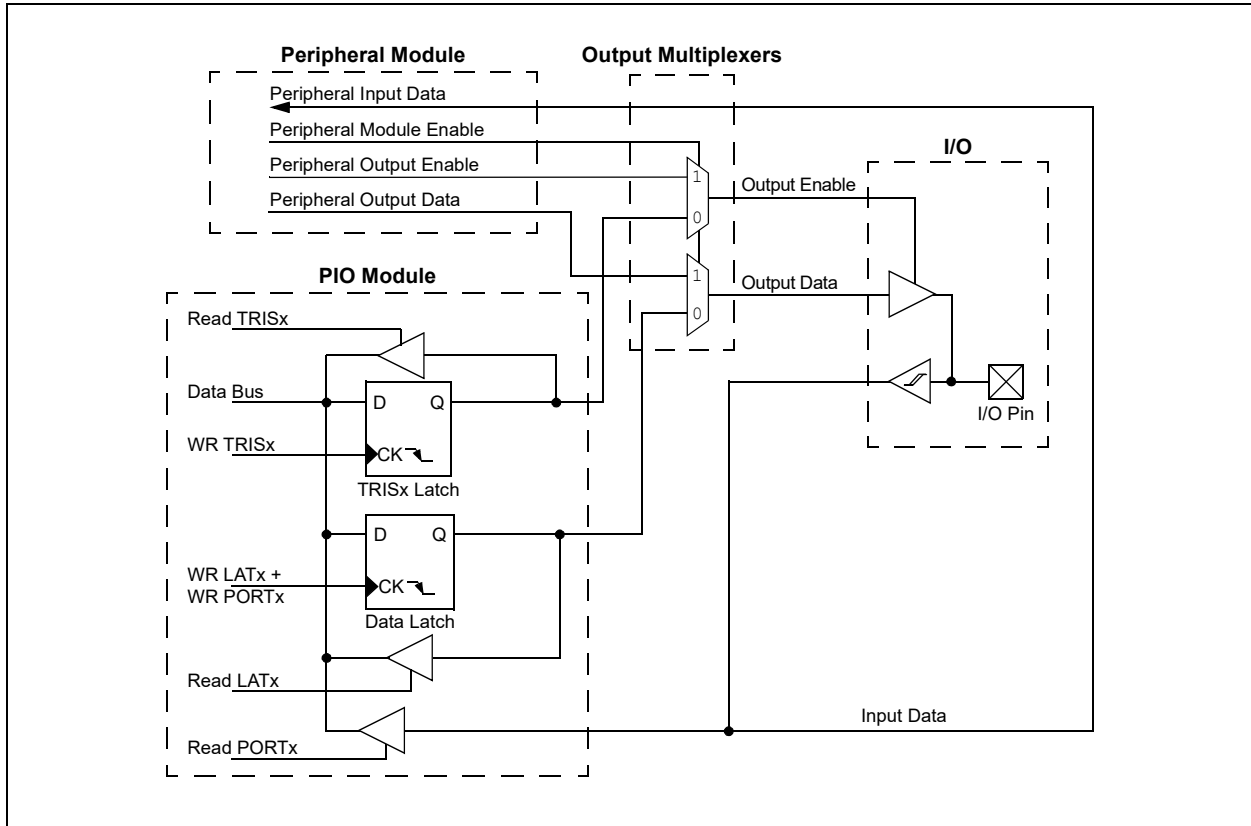 Peripheral Module
Output Multiplexers
Peripheral Input Data
Peripheral Module Enable
Peripheral Output Enable
Peripheral Output Data
1
0
Output Enable
I/O
1
0
Output Data
I/O Pin
PIO Module
Read TRISx
Data Bus
D
Q
WR TRISx
CK
TRISx Latch
D
Q
WR LATx +
WR PORTx
CK
Data Latch
Read LATx
Read PORTx
Input Data